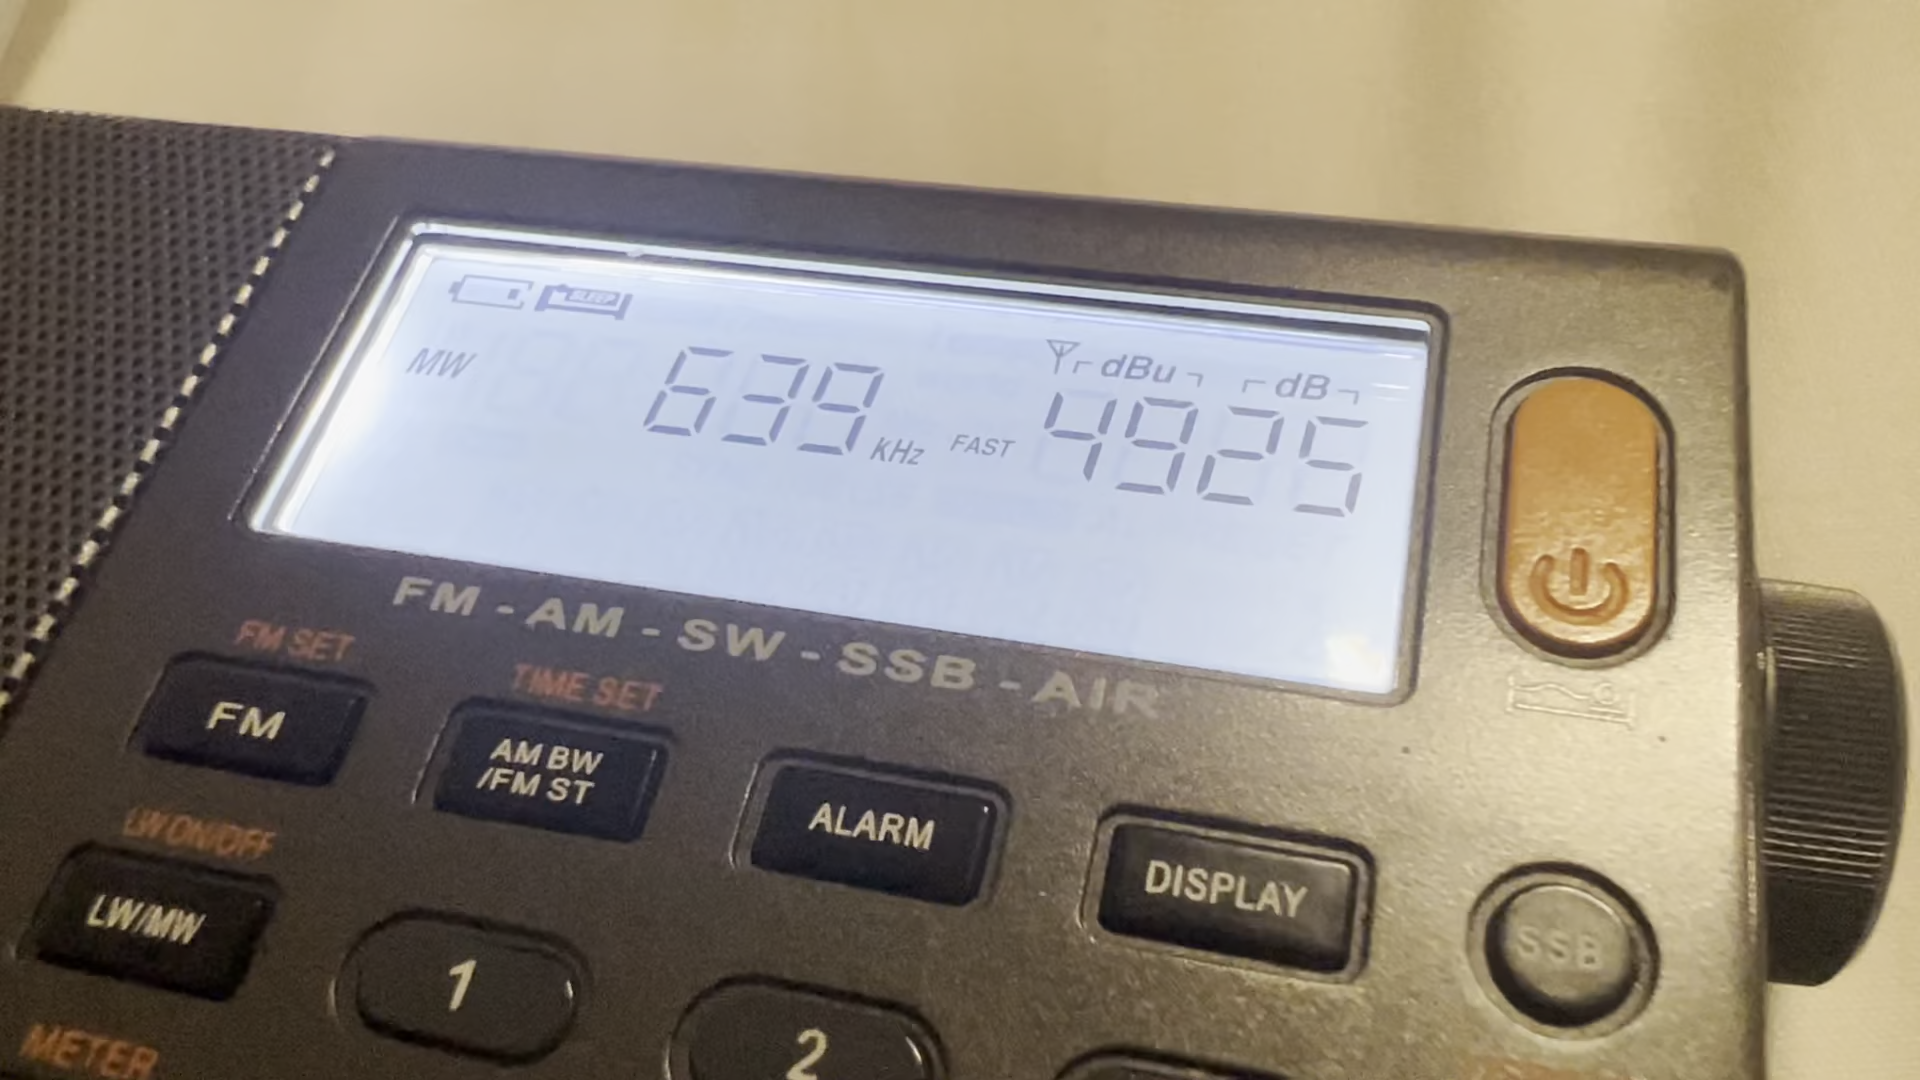 SLEEP
MW 639 kHz FAST dBu dB 4925
FM - AM - SW - SSB - AIR
FM SET
TIME SET
FM
AM BW
/FM ST
ALARM
DISPLAY
LW ON/OFF
LW/MW
1
2
SSB
METER